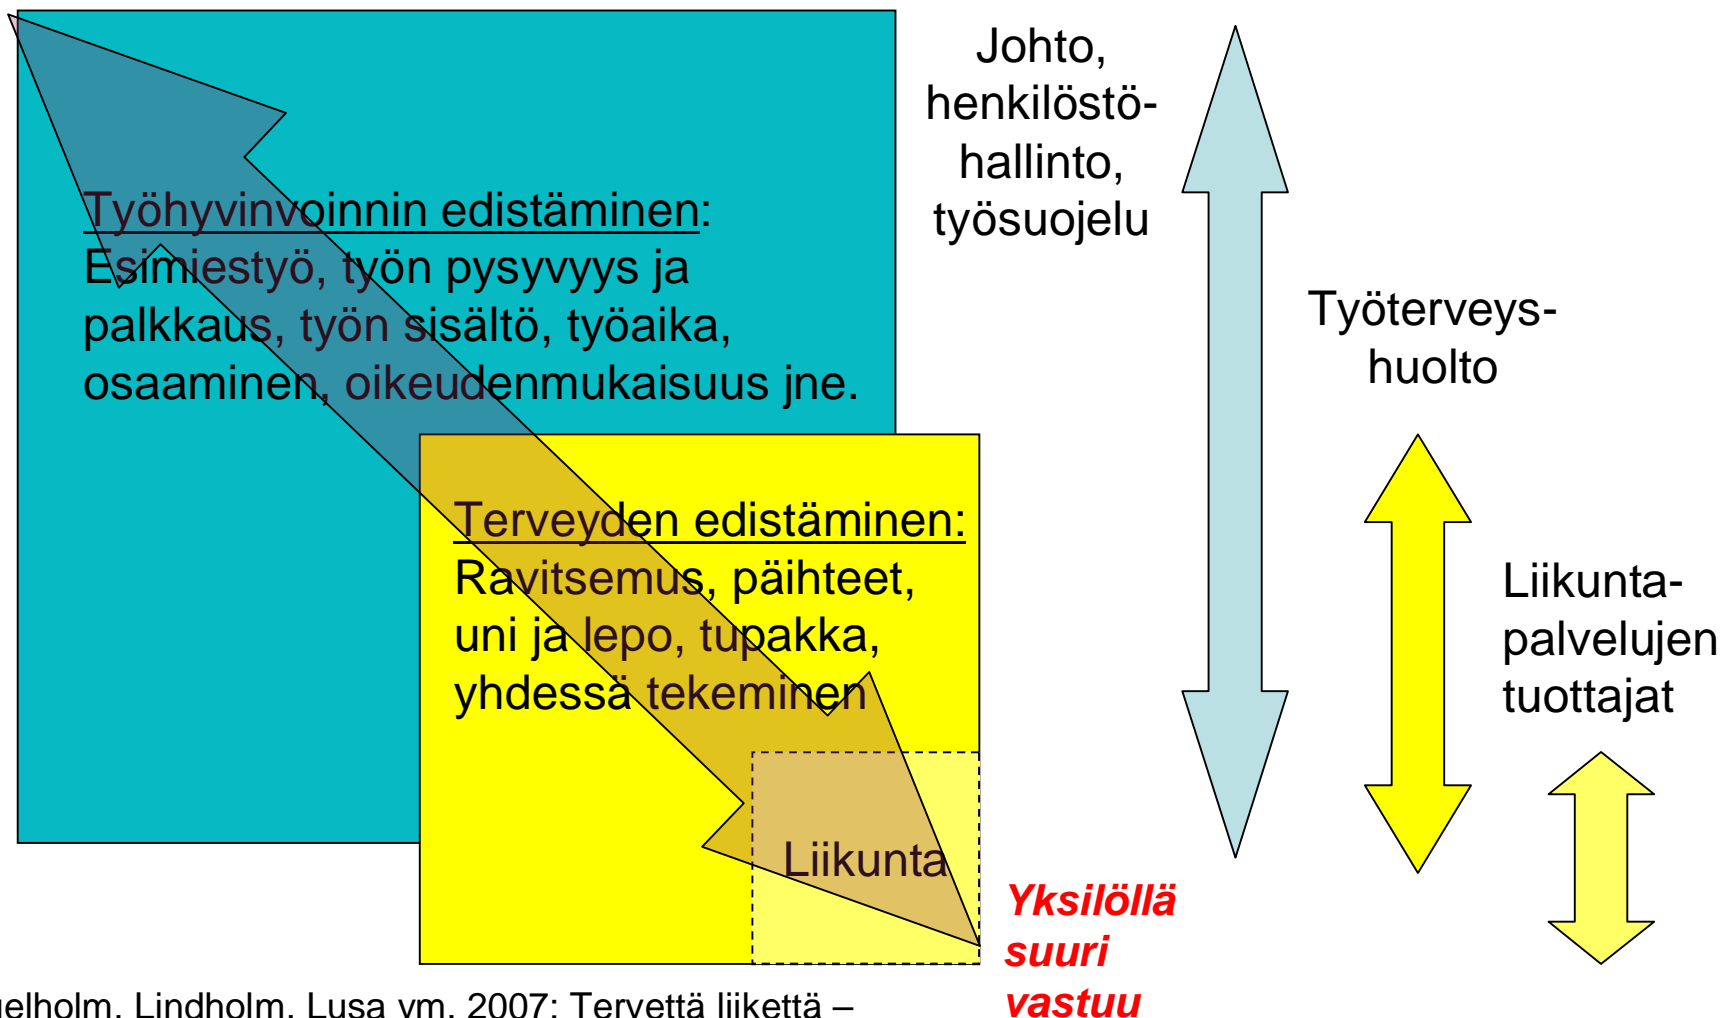 Johto,
henkilöstö-
hallinto,
työsuojelu
Työhyvinvoinnin edistäminen:
Esimiestyö, työn pysyvyys ja
palkkaus, työn sisältö, työaika,
osaaminen, oikeudenmukaisuus jne.
Työterveys-
huolto
Terveyden edistäminen:
Ravitsemus, päihteet,
uni ja lepo, tupakka,
yhdessä tekeminen
Liikunta-
palvelujen
tuottajat
Liikunta
Yksilöllä
suuri
vastuu
Lindholm, Lusa ym. 2007: Tervettä liikettä –